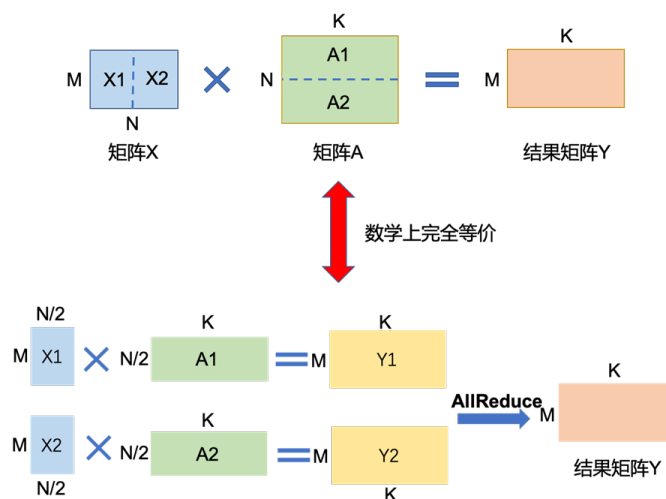 K
K
M X1 X2 N A1 M
A2
N
矩阵X 矩阵A 结果矩阵Y
数学上完全等价
N/2 K K
M X1 N/2 A1 M Y1
K
AllReduce
M
K
M X2 N/2 A2 M Y2
结果矩阵Y
N/2 K